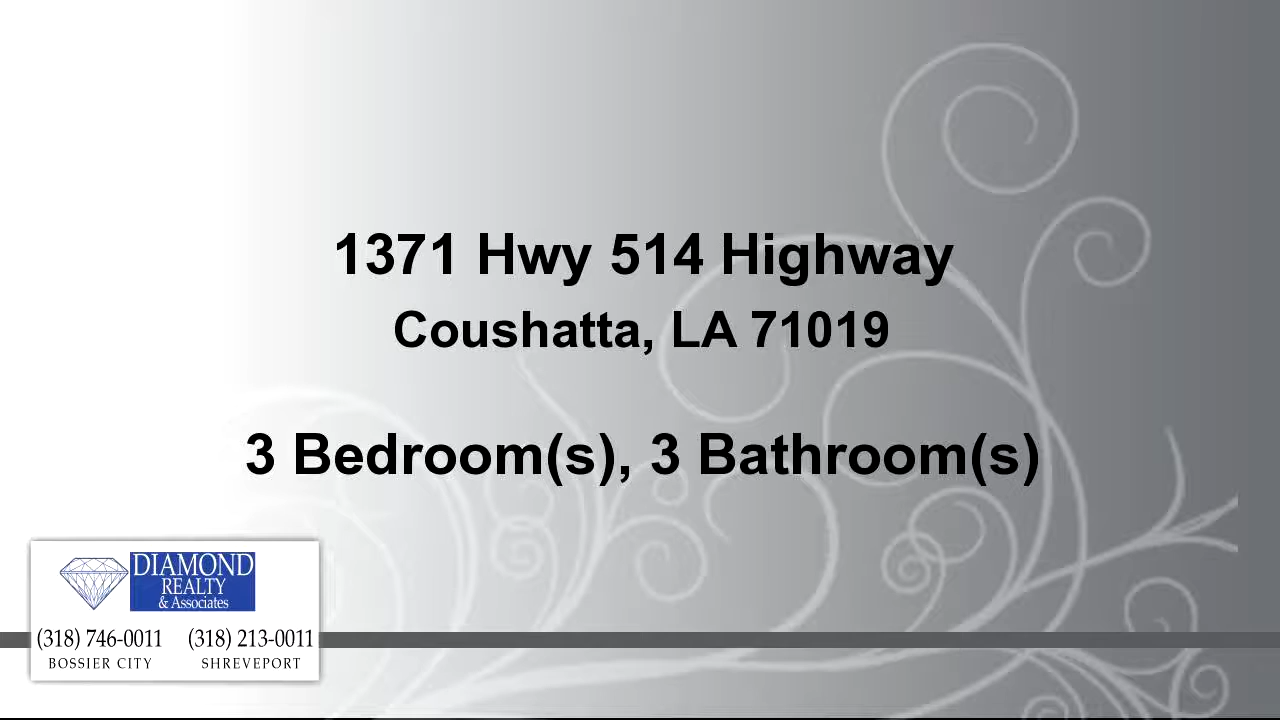 1371 Hwy 514 Highway
Coushatta, LA 71019
3 Bedroom(s), 3 Bathroom(s)
DIAMOND
REALTY
& Associates
(318) 746-0011 (318) 213-0011
BOSSIER CITY SHREVEPORT